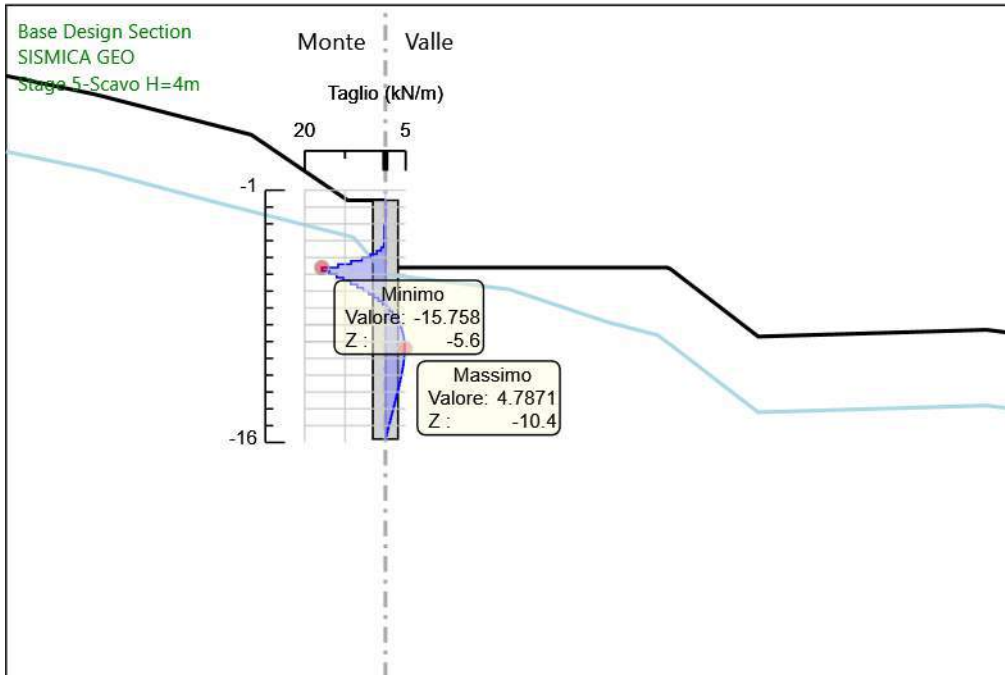 Base Design Section
SISMICA GEO
Stage 5-Scavo H=4m
Monte Valle
Taglio (kN/m)
20 5
-1
Minimo
Valore: -15.758
Z : -5.6
Massimo
Valore: 4.7871
Z : -10.4
-16